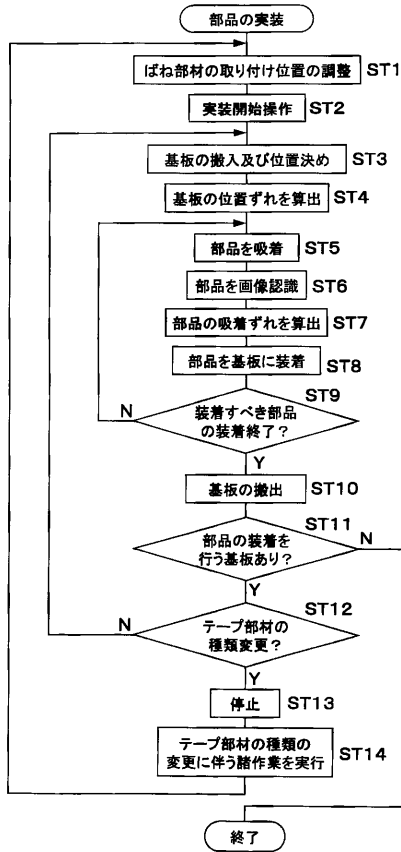 部品の実装
ばね部材の取り付け位置の調整 ST1
実装開始操作 ST2
基板の搬入及び位置決め ST3
基板の位置ずれを算出 ST4
部品を吸着 ST5
部品を画像認識 ST6
部品の吸着ずれを算出 ST7
部品を基板に装着 ST8
ST9
N
装着すべき部品
の装着終了?
Y
基板の搬出 ST10
ST11
部品の装着を
行う基板あり?
N
Y
ST12
N
テープ部材の
種類変更?
Y
停止 ST13
テープ部材の種類の
変更に伴う諸作業を実行
ST14
終了